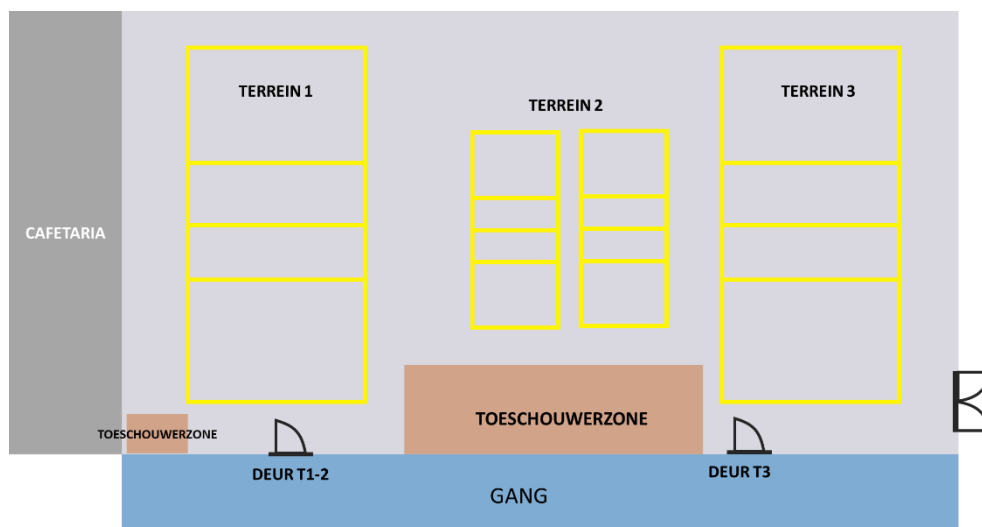 TERREIN 1
TERREIN 2
TERREIN 3
CAFETARIA
TOESCHOUWERZONE
TOESCHOUWERZONE
DEUR T1-2
DEUR T3
GANG